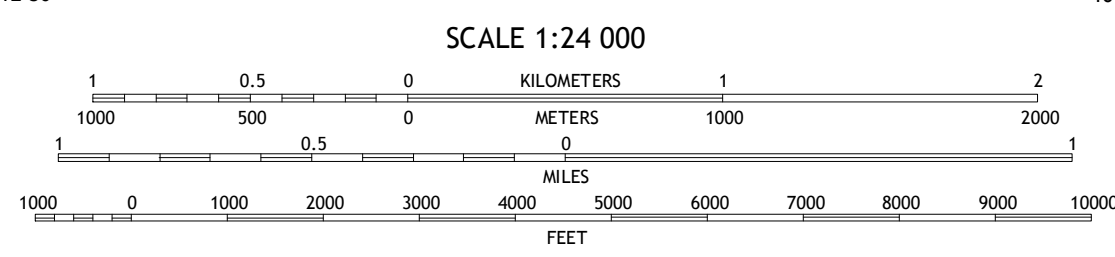 SCALE 1:24 000
1 0.5 0 KILOMETERS 1 2
1000 500 0 METERS 1000 2000
1 0.5 0 1
MILES
1000 0 1000 2000 3000 4000 5000 6000 7000 8000 9000 10000
FEET